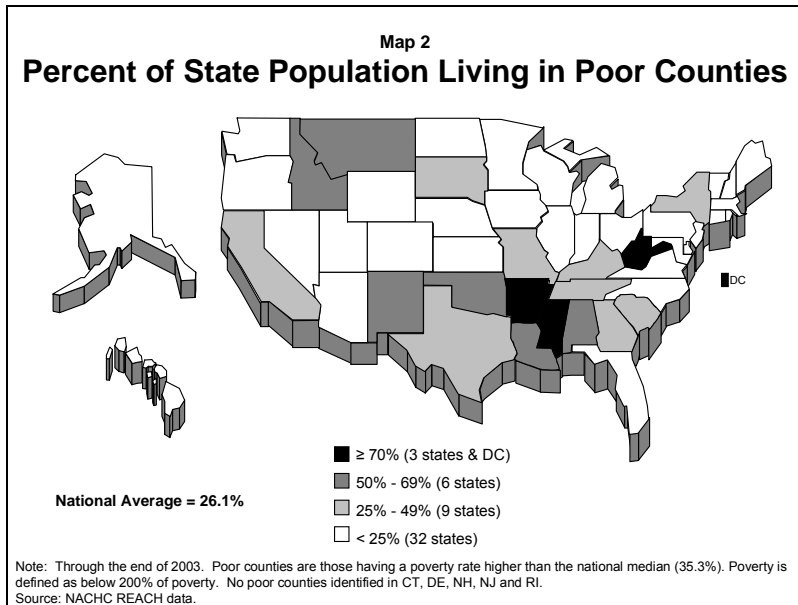 Map 2
Percent of State Population Living in Poor Counties
DC
≥ 70% (3 states & DC)
50% - 69% (6 states)
25% - 49% (9 states)
< 25% (32 states)
National Average = 26.1%
Note: Through the end of 2003. Poor counties are those having a poverty rate higher than the national median (35.3%). Poverty is
defined as below 200% of poverty. No poor counties identified in CT, DE, NH, NJ and RI.
Source: NACHC REACH data.